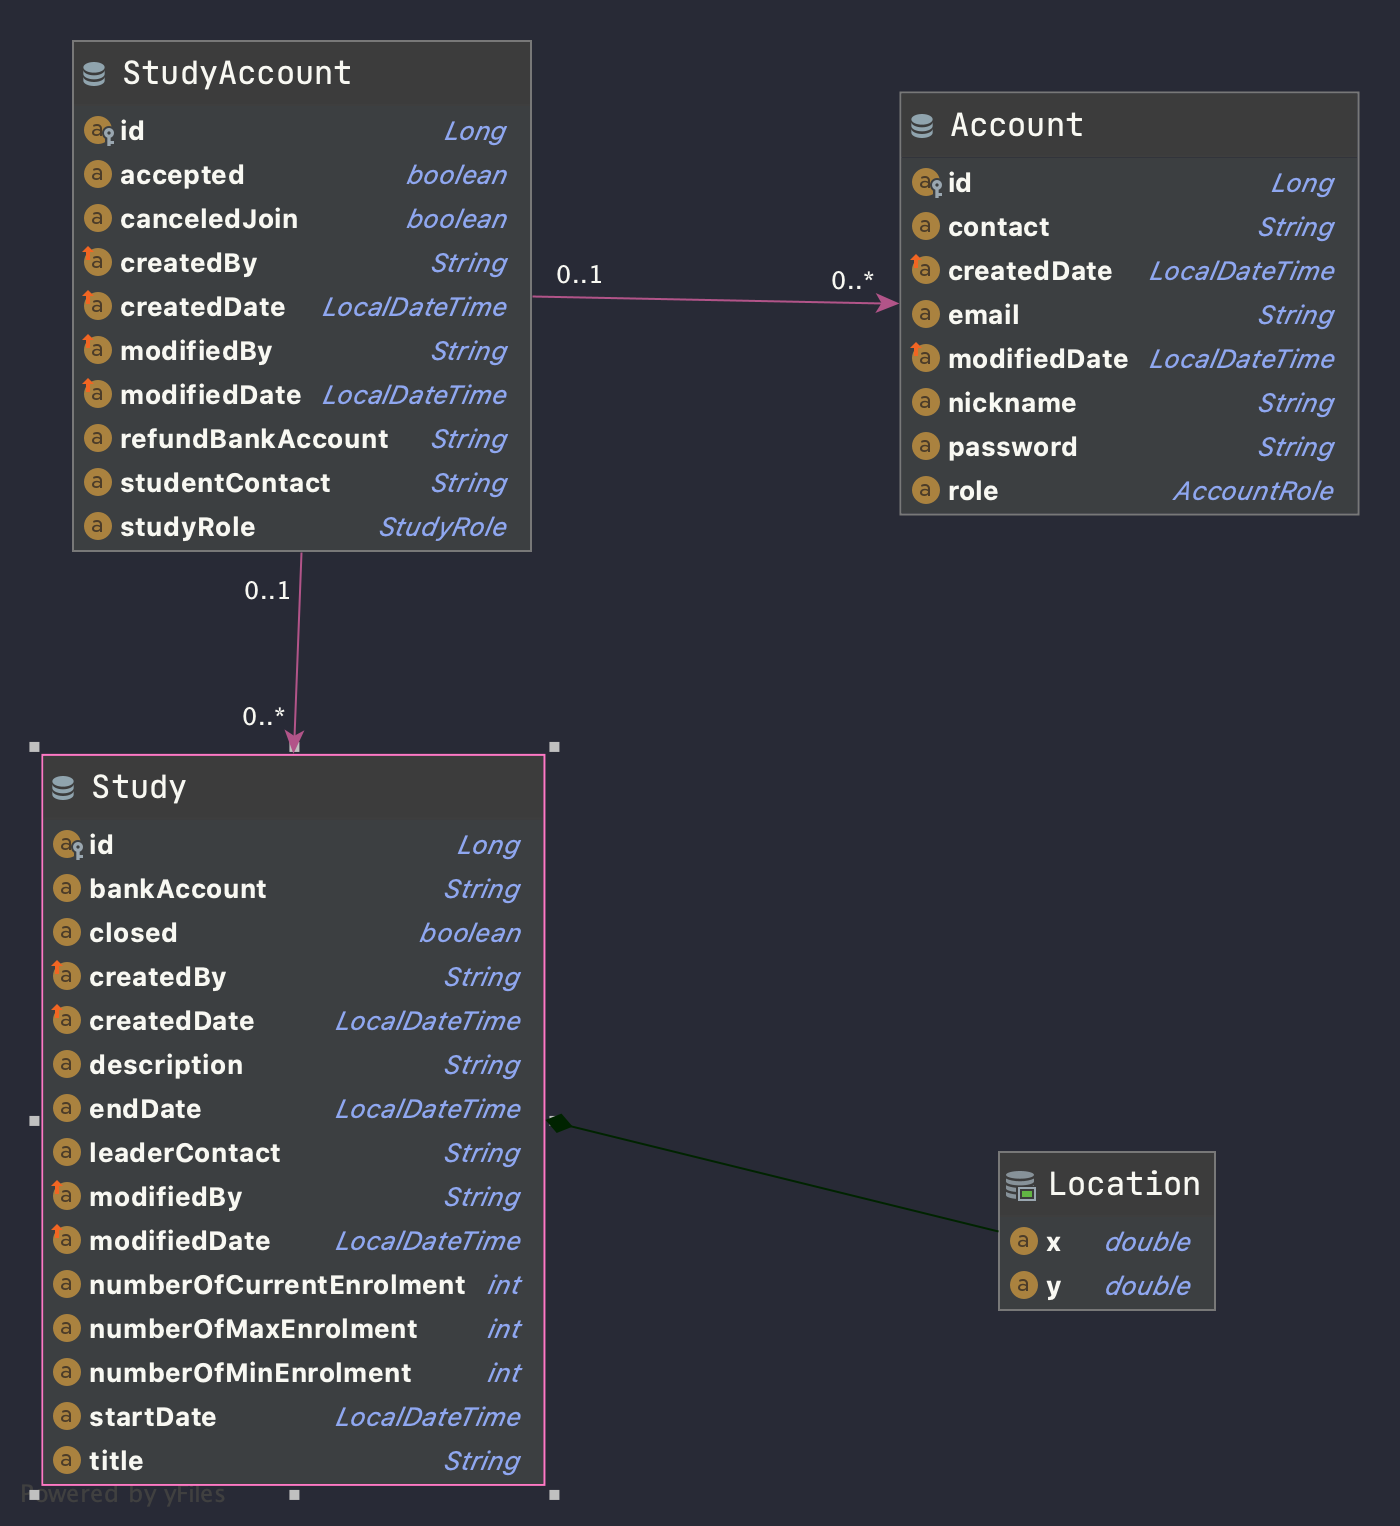 StudyAccount
a id Long
a accepted boolean
a canceledJoin boolean
a createdBy String
a createdDate LocalDateTime
a modifiedBy String
a modifiedDate LocalDateTime
a refundBankAccount String
a studentContact String
a studyRole StudyRole
Account
a id Long
a contact String
a createdDate LocalDateTime
a email String
a modifiedDate LocalDateTime
a nickname String
a password String
a role AccountRole
0..1
0..*
0..1
0..*
Study
a id Long
a bankAccount String
a closed boolean
a createdBy String
a createdDate LocalDateTime
a description String
a endDate LocalDateTime
a leaderContact String
a modifiedBy String
a modifiedDate LocalDateTime
a numberOfCurrentEnrolment int
a numberOfMaxEnrolment int
a numberOfMinEnrolment int
a startDate LocalDateTime
a title String
Location
a x double
a y double
Powered by yFiles